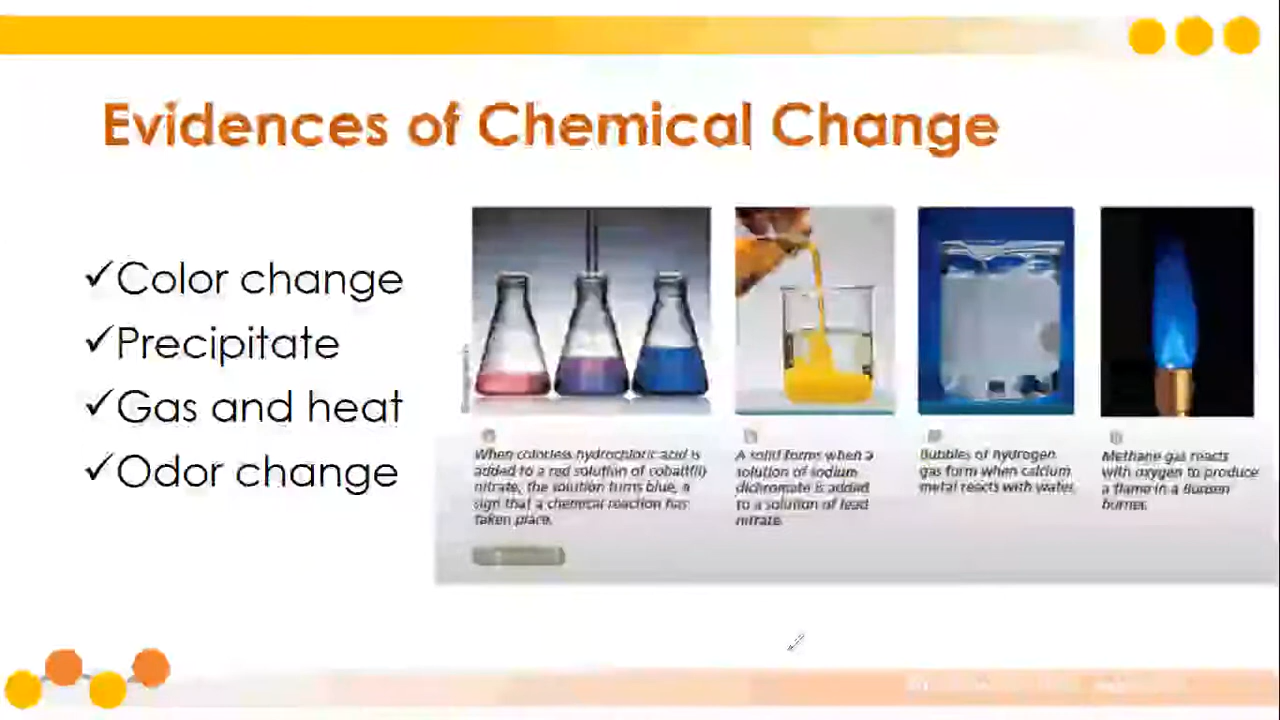 Evidences of Chemical Change
✓Color change
✓Precipitate
✓Gas and heat
✓Odor change
When colorless hydrochloric acid is
added to a red solution of cobalt(II)
nitrate, the solution turns blue, a
sign that a chemical reaction has
taken place.
A solid forms when a
solution of sodium
dichromate is added
to a solution of lead
nitrate.
Bubbles of hydrogen
gas form when calcium
metal reacts with water.
Methane gas reacts
with oxygen to produce
a flame in a Bunsen
burner.